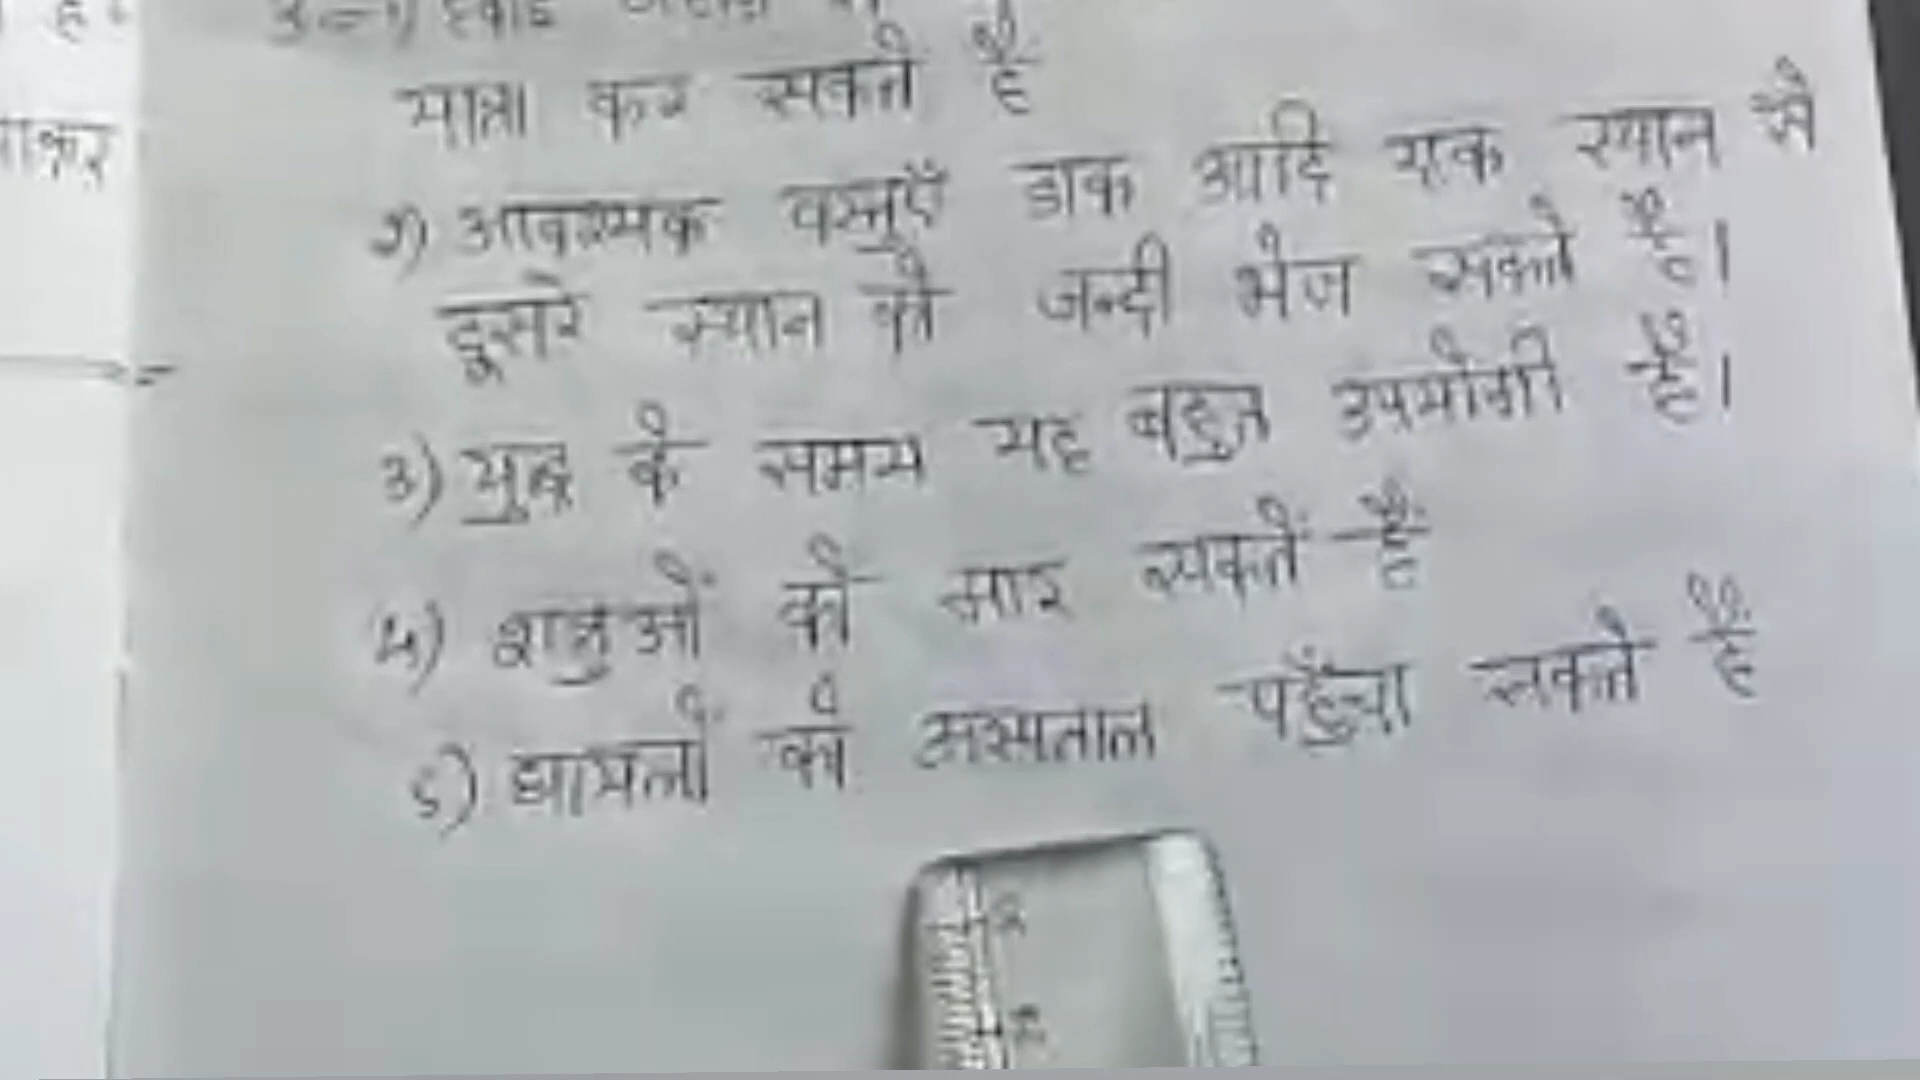 यात्रा कर सकते हैं
२) आवश्यक वस्तुएँ डाक आदि एक स्थान से
दूसरे स्थान को जल्दी भेज सकते हैं।
3) युद्ध के समय यह बहुत उपयोगी हैं।
4) शत्रुओं को मार सकतें हैं
5) घायलों को अस्पताल पहुँचा सकते हैं